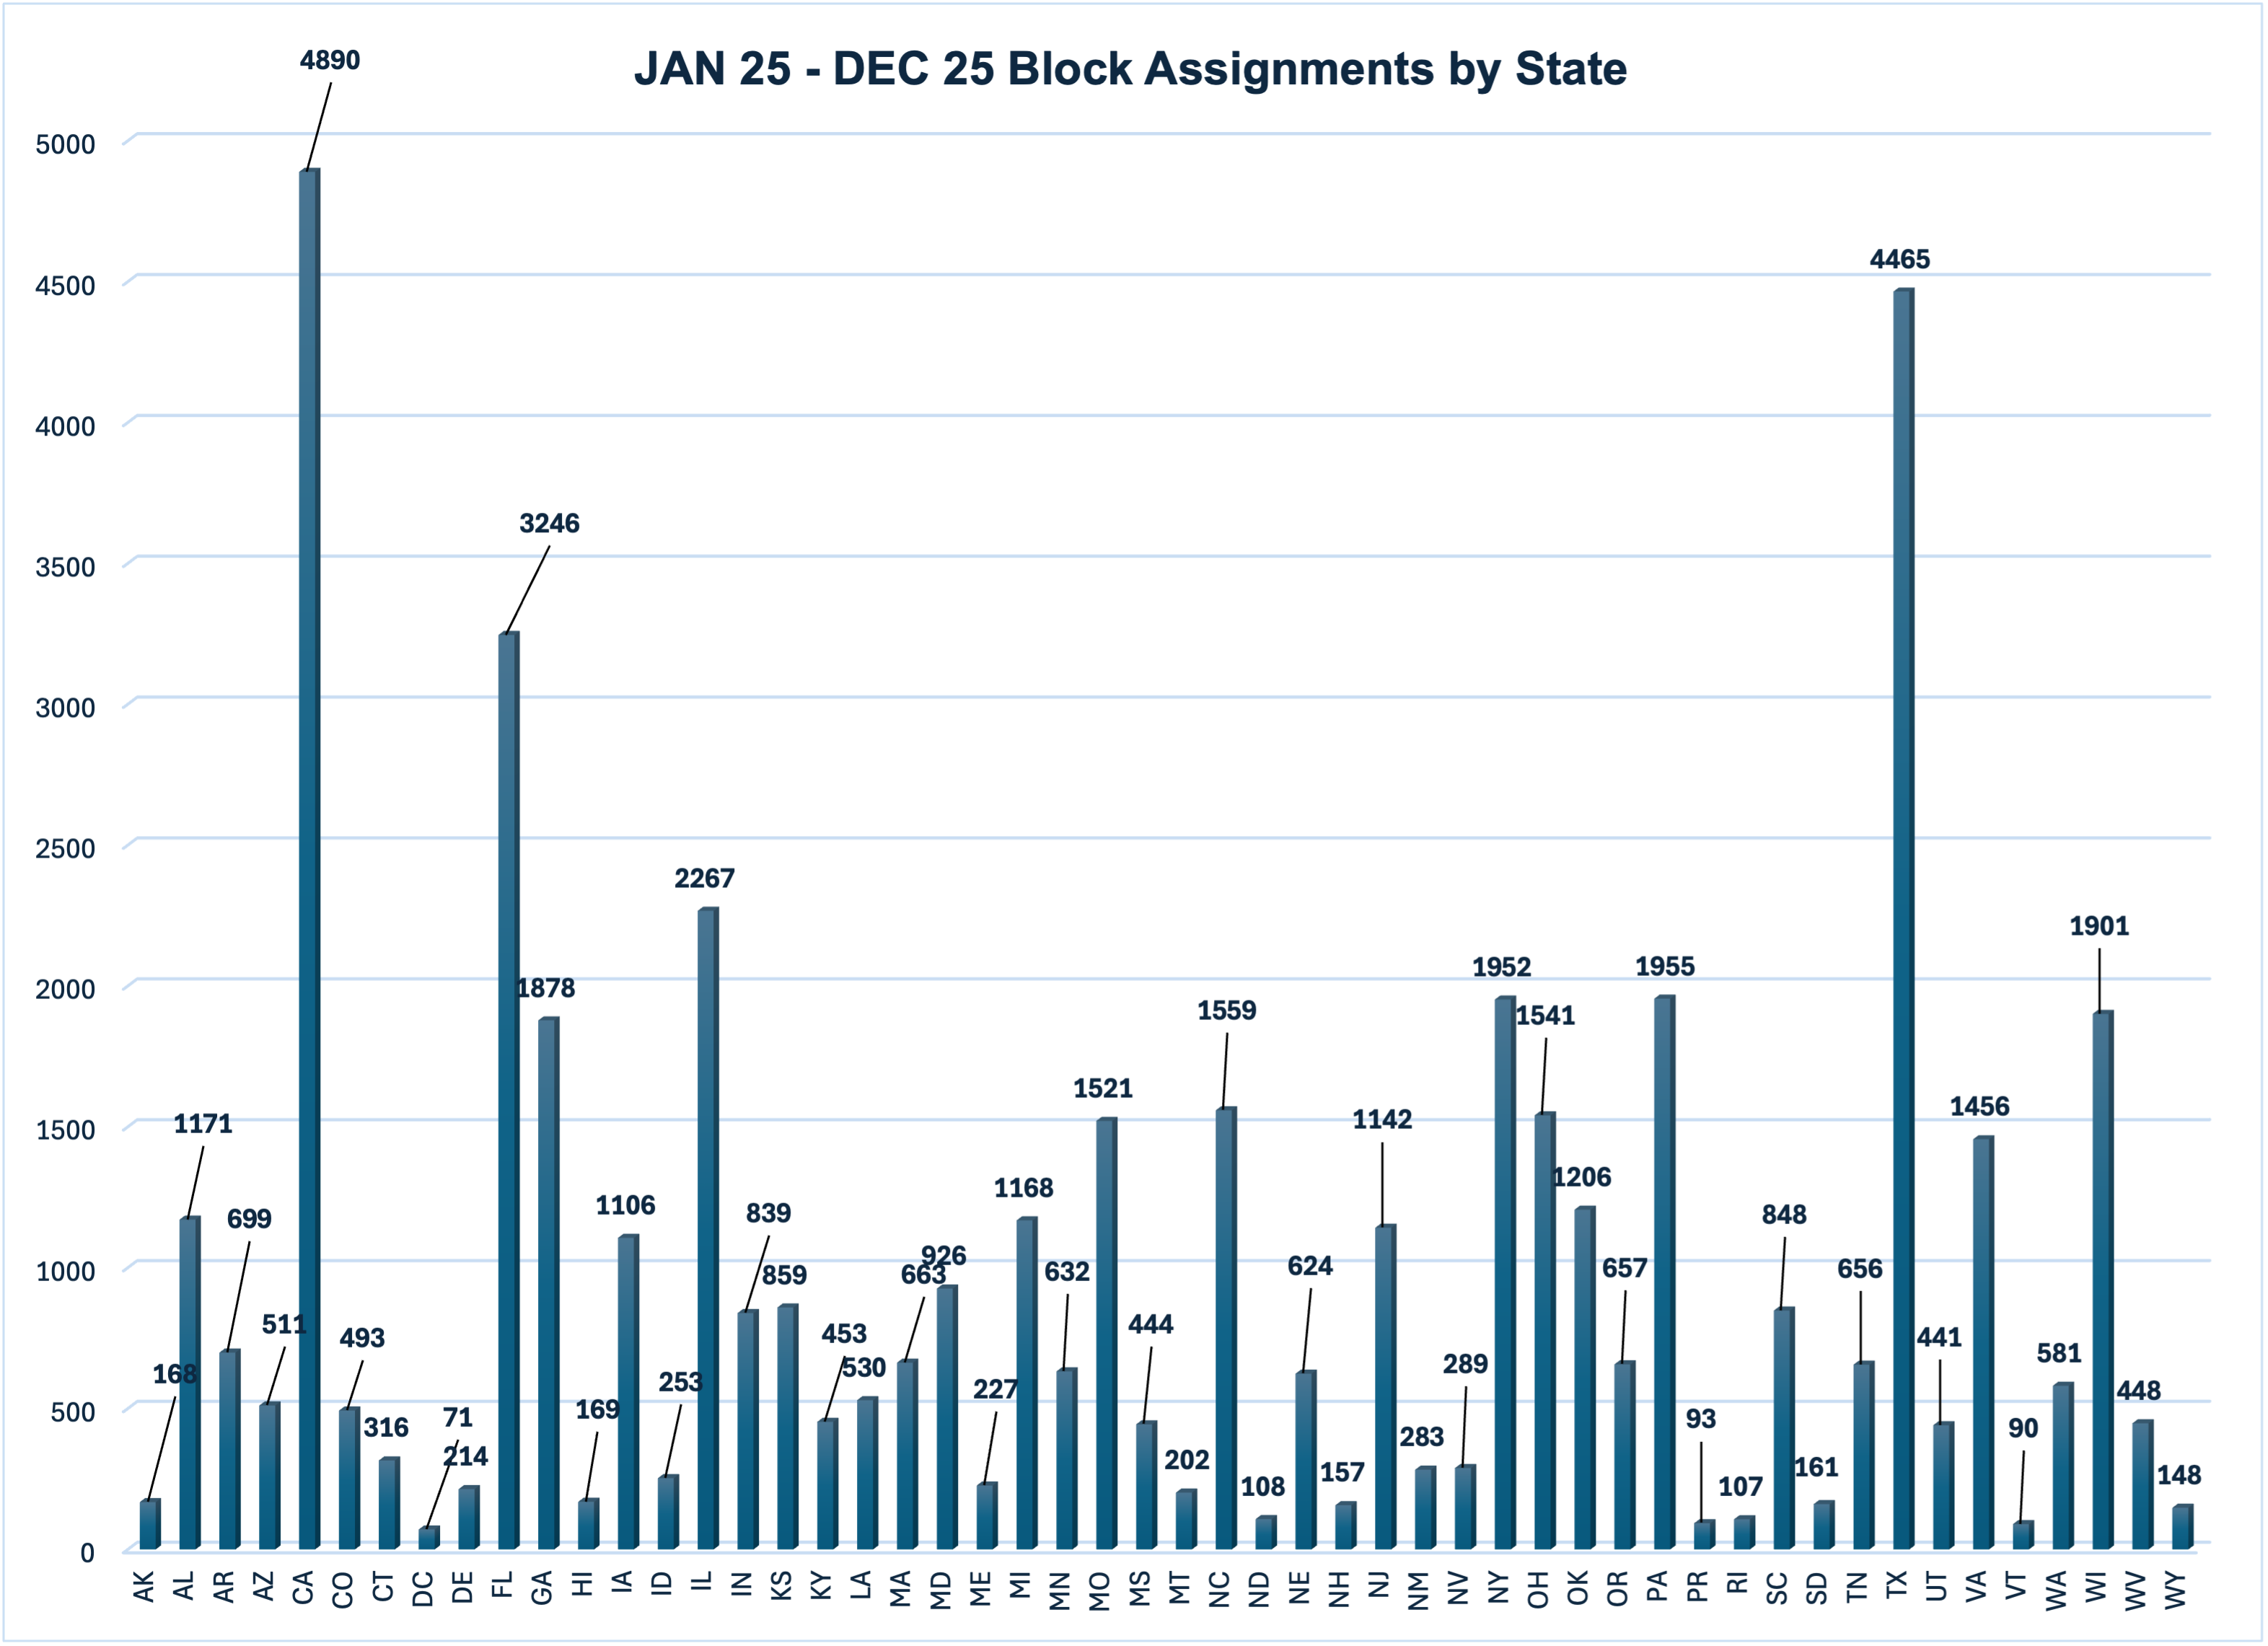 JAN 25 - DEC 25 Block Assignments by State
5000
4500
4000
3500
3000
2500
2000
1500
1000
500
0
168
1171
699
511
4890
493
316
71
214
3246
1878
169
1106
253
2267
839
859
453
530
663
926
227
1168
632
1521
444
202
1559
108
624
157
1142
283
289
1952
1541
1206
657
1955
93
107
848
161
656
4465
441
1456
90
581
1901
448
148
AK
AL
AR
AZ
CA
CO
CT
DC
DE
FL
GA
HI
IA
ID
IL
IN
KS
KY
LA
MA
MD
ME
MI
MN
MO
MS
MT
NC
ND
NE
NH
NJ
NM
NV
NY
OH
OK
OR
PA
PR
RI
SC
SD
TN
TX
UT
VA
VT
WA
WI
WV
WY